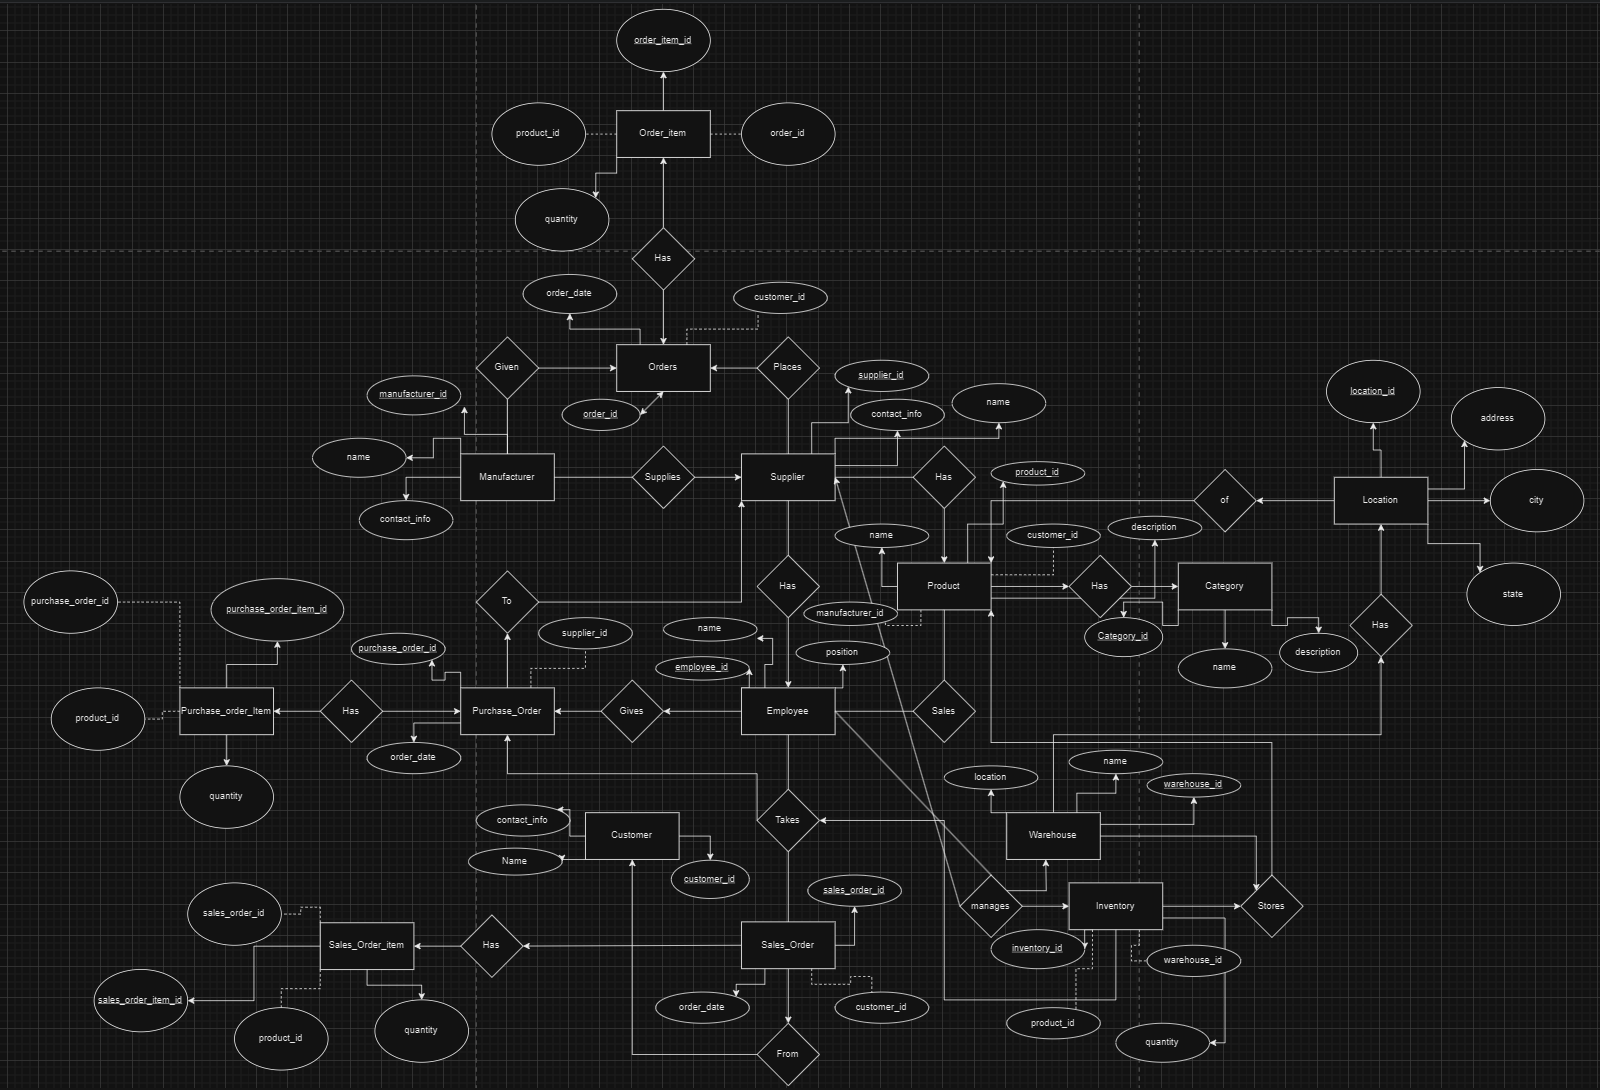 order_item_id
product_id
Order_item
order_id
quantity
Has
order_date
customer_id
Given
Orders
Places
manufacturer_id
order_id
supplier_id
contact_info
name
location_id
address
name
Manufacturer
Supplies
Supplier
Has
product_id
of
Location
city
contact_info
name
customer_id
description
purchase_order_id
purchase_order_item_id
To
Has
Product
Has
Category
state
manufacturer_id
name
supplier_id
purchase_order_id
employee_id
position
Category_id
name
description
Has
product_id
Purchase_order_Item
Has
Purchase_Order
Gives
Employee
Sales
order_date
quantity
location
name
warehouse_id
contact_info
Customer
Takes
Warehouse
Name
customer_id
sales_order_id
sales_order_id
manages
Inventory
Stores
Sales_Order_item
Has
Sales_Order
inventory_id
warehouse_id
sales_order_item_id
order_date
customer_id
product_id
product_id
quantity
From
quantity